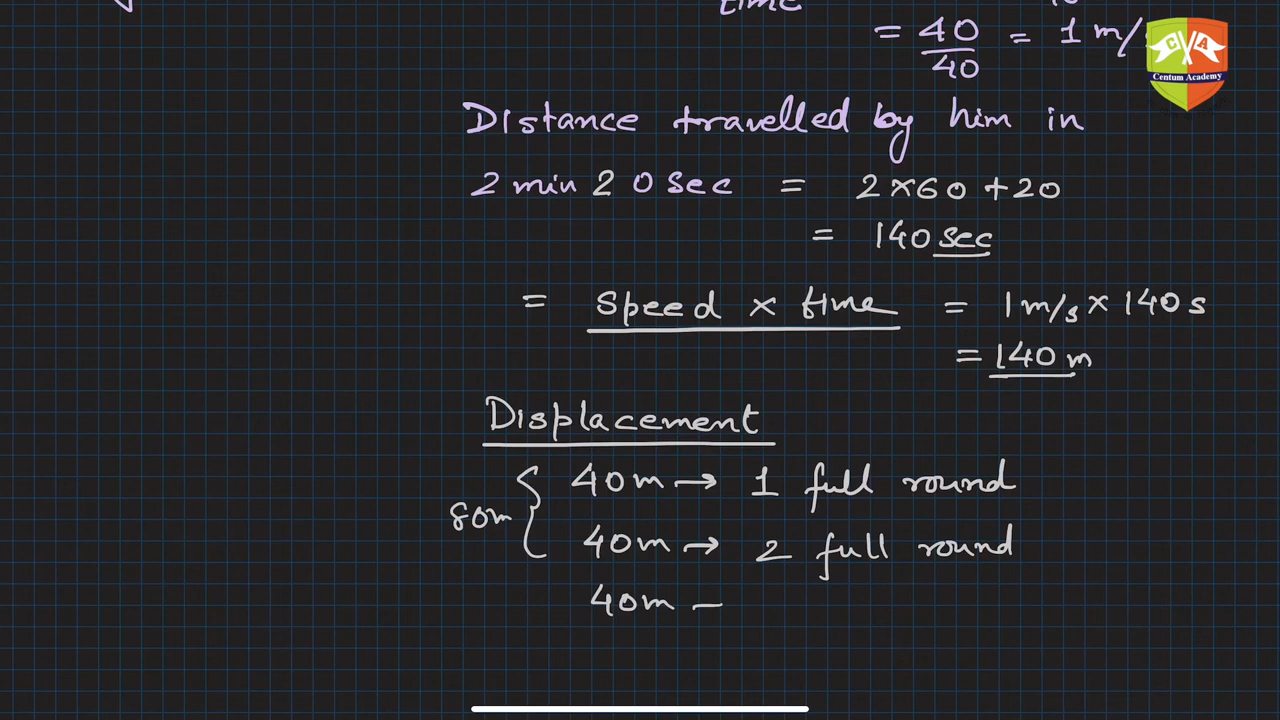 time
= 40/40 = 1 m/
CA
Centum Academy
Distance travelled by him in
2 min 20 sec = 2×60 +20
= 140 sec
= Speed × time = 1 m/s × 140 s
= 140 m
Displacement
40m → 1 full round
80m
40m → 2 full round
40m –